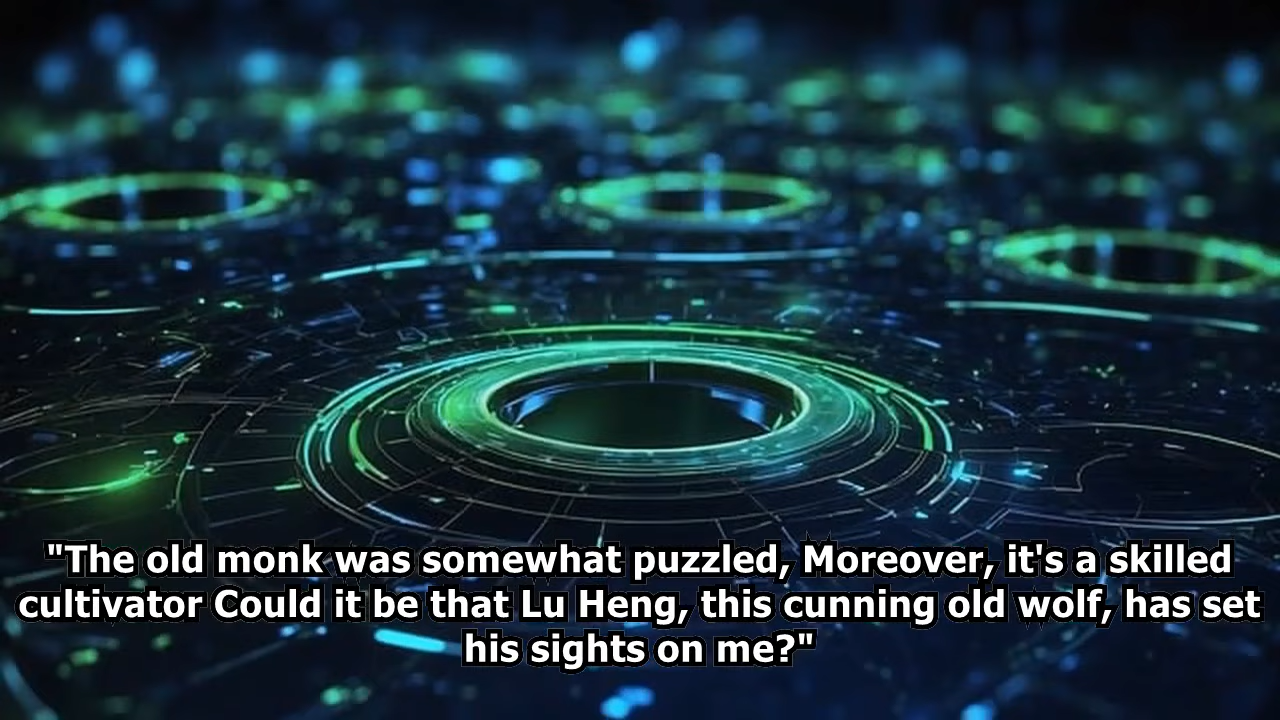 "The old monk was somewhat puzzled, Moreover, it's a skilled
cultivator Could it be that Lu Heng, this cunning old wolf, has set
his sights on me?"